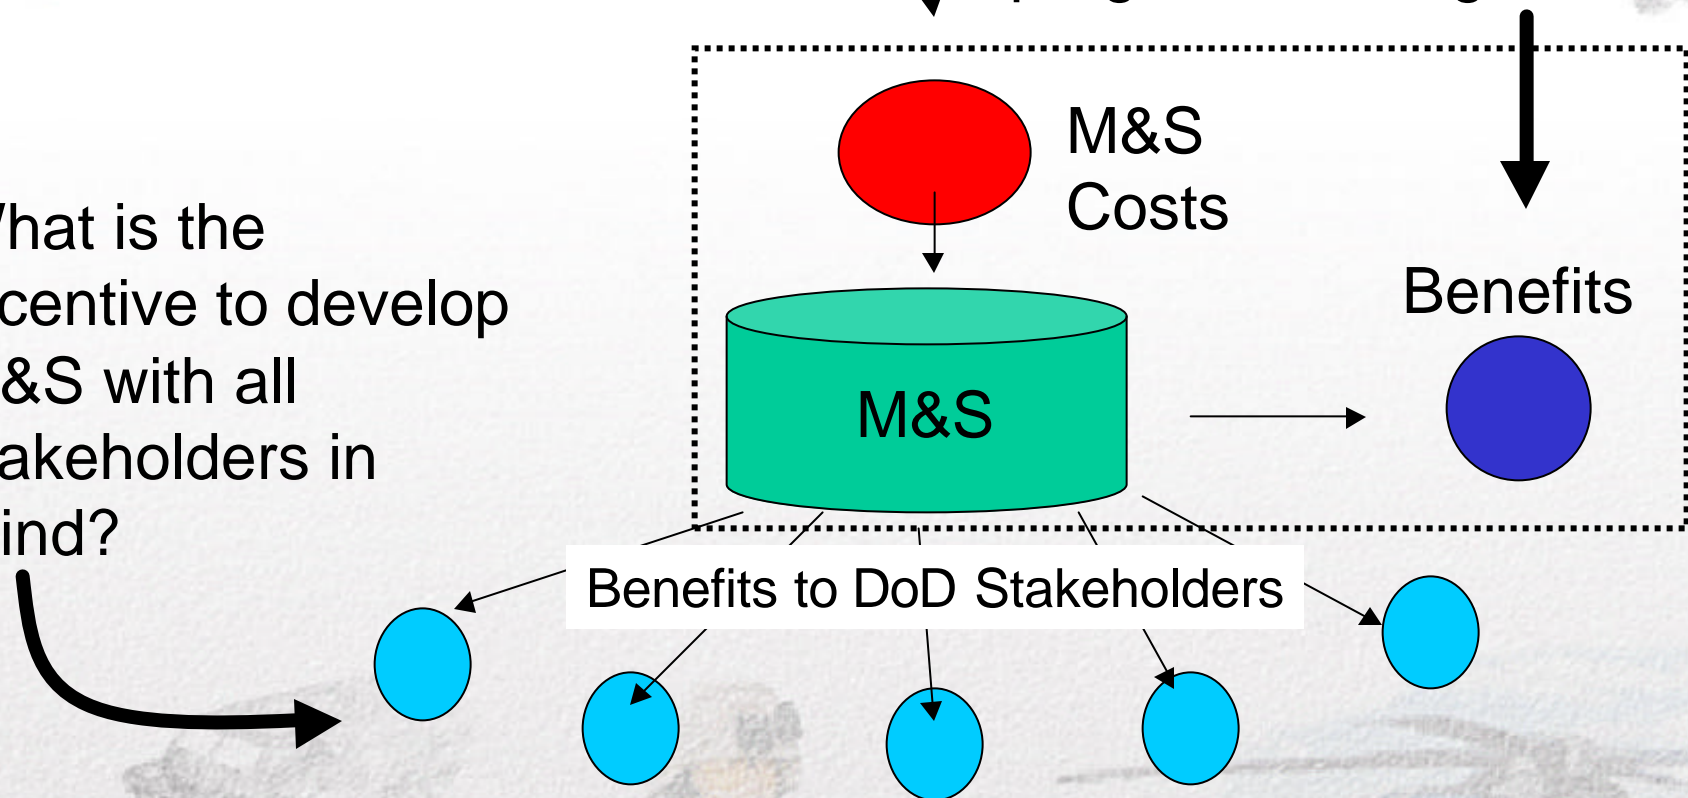 M&S
Costs
hat is the
centive to develop
&S with all
akeholders in
ind?
Benefits
M&S
Benefits to DoD Stakeholders